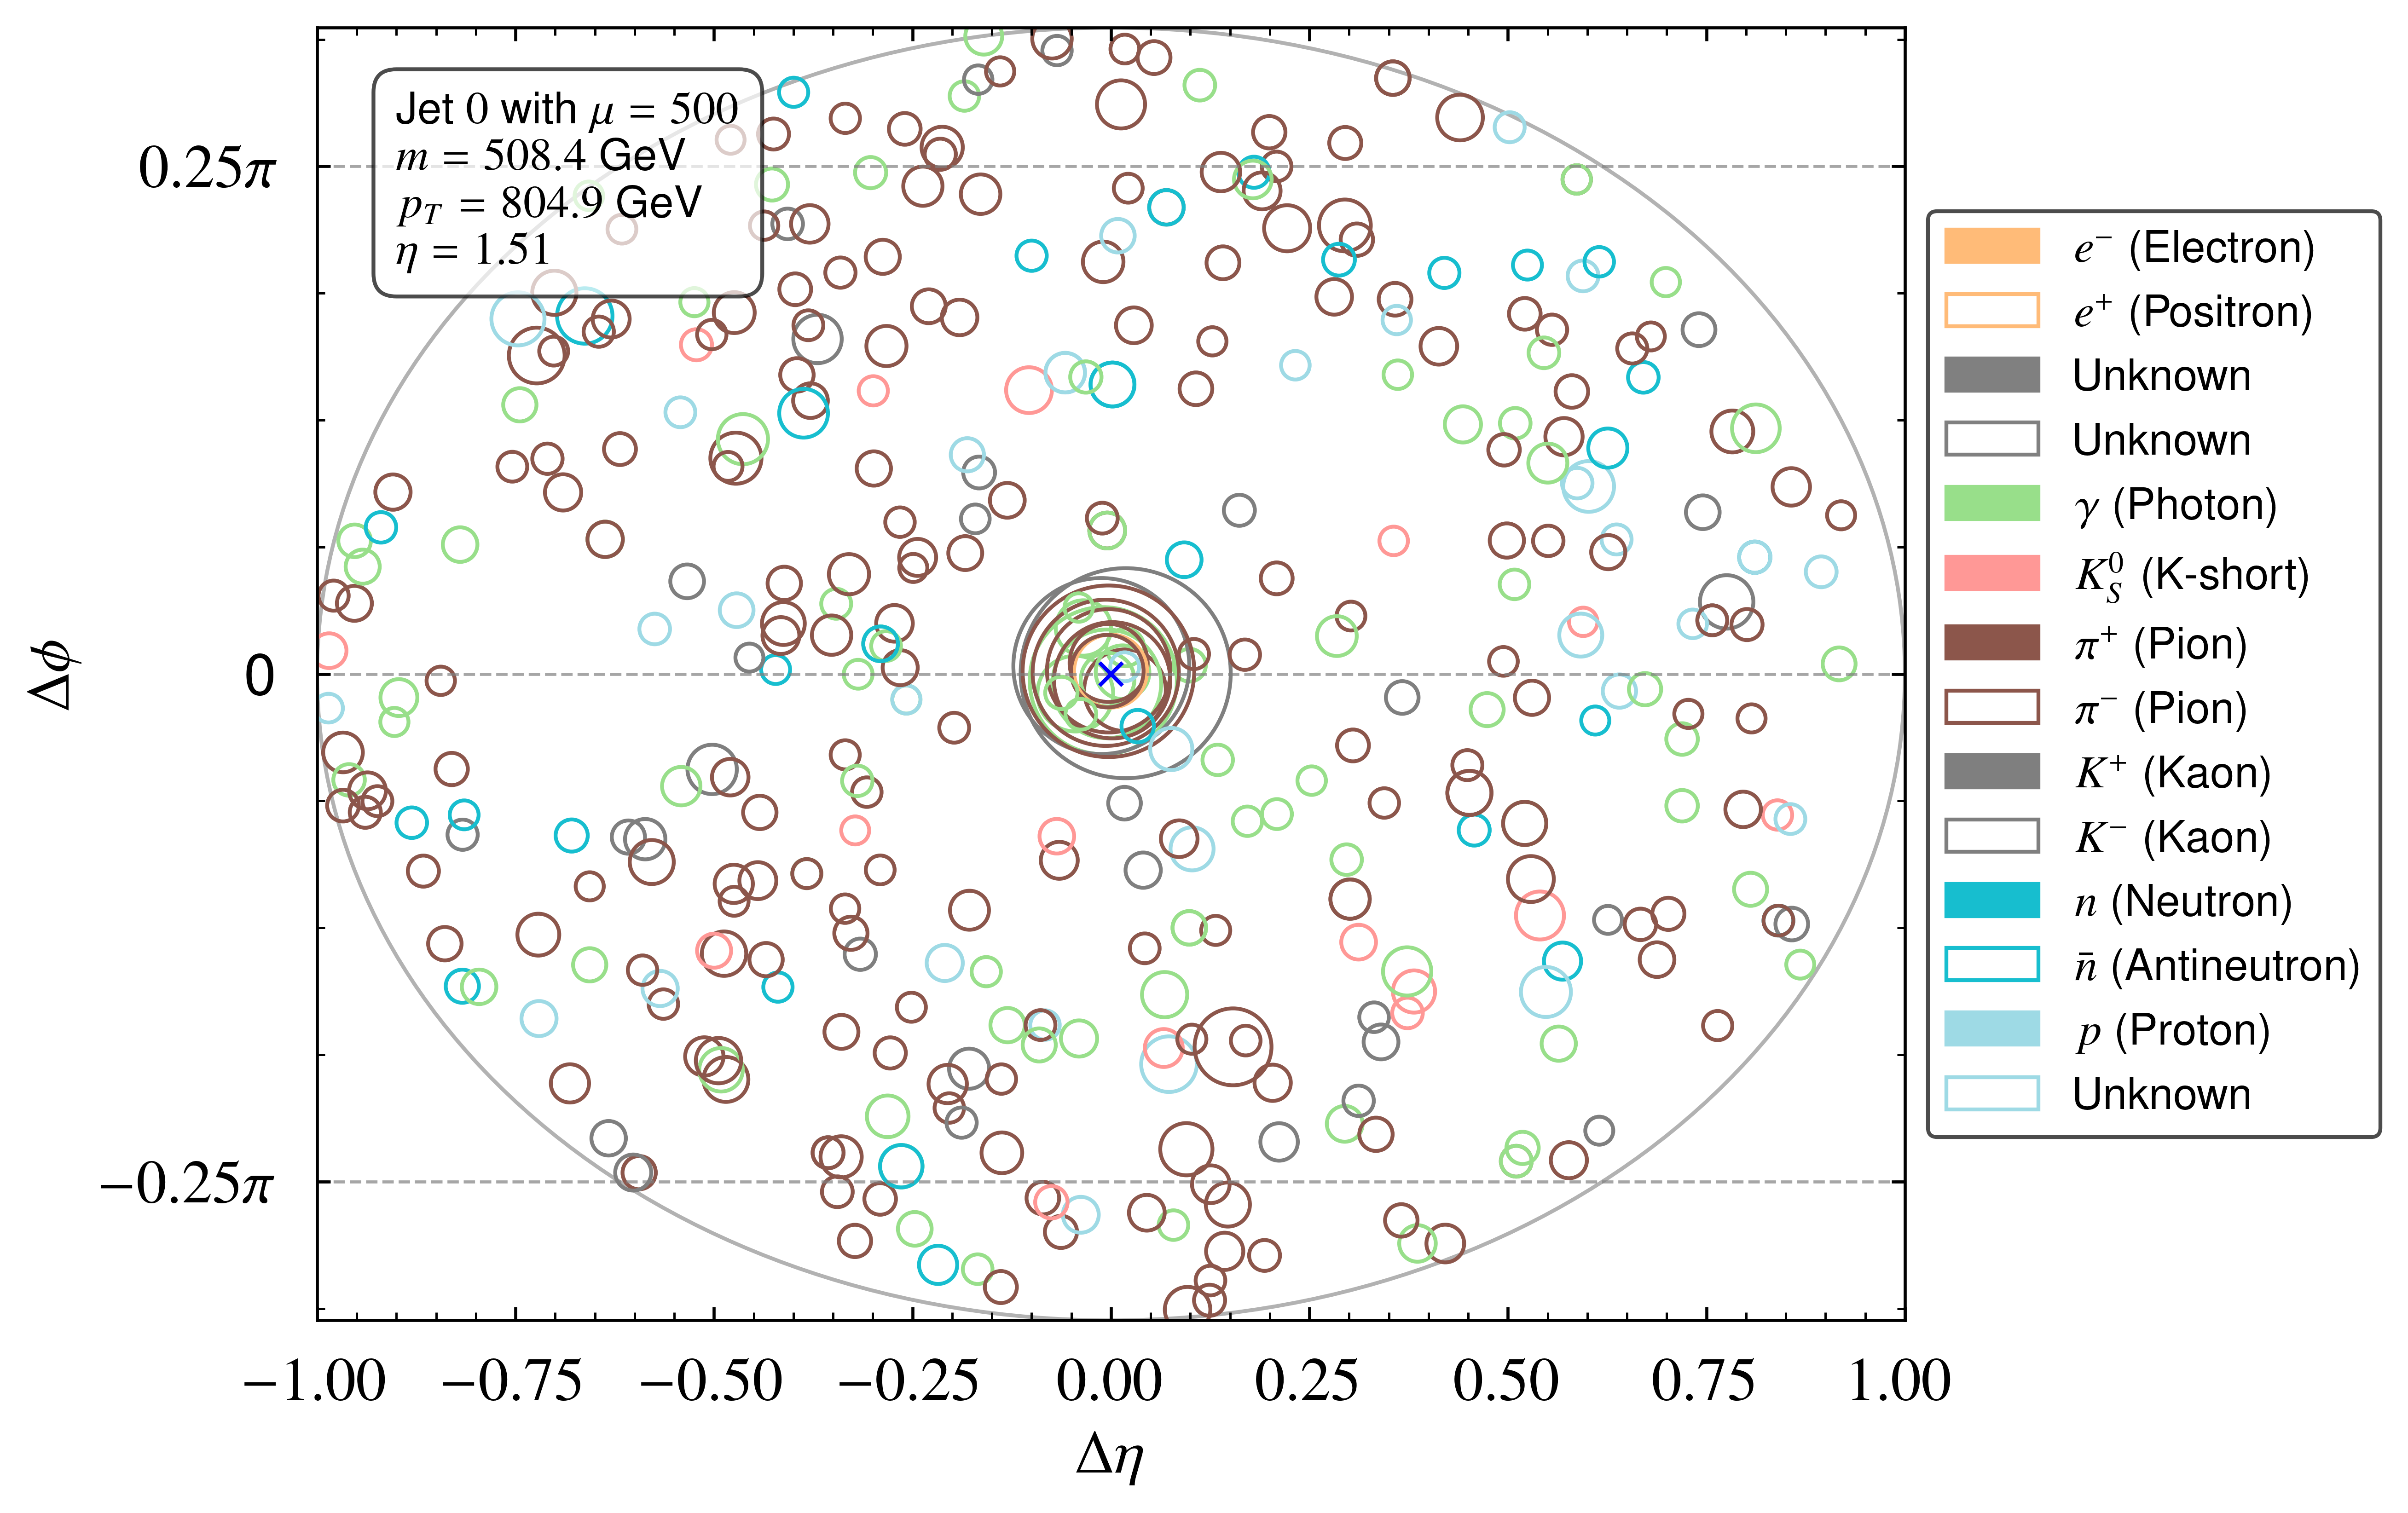 Jet 0 with μ = 500
m = 508.4 GeV
p_T = 804.9 GeV
η = 1.51
0.25π
0
−0.25π
Δϕ
−1.00 −0.75 −0.50 −0.25 0.00 0.25 0.50 0.75 1.00
Δη
e⁻ (Electron)
e⁺ (Positron)
Unknown
Unknown
γ (Photon)
K_S^0 (K-short)
π⁺ (Pion)
π⁻ (Pion)
K⁺ (Kaon)
K⁻ (Kaon)
n (Neutron)
n̄ (Antineutron)
p (Proton)
Unknown